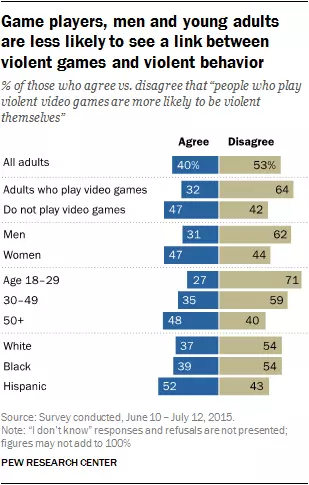 Game players, men and young adults
are less likely to see a link between
violent games and violent behavior
% of those who agree vs. disagree that “people who play
violent video games are more likely to be violent
themselves”
Agree Disagree
All adults 40% 53%
Adults who play video games 32 64
Do not play video games 47 42
Men 31 62
Women 47 44
Age 18–29 27 71
30–49 35 59
50+ 48 40
White 37 54
Black 39 54
Hispanic 52 43
Source: Survey conducted, June 10 – July 12, 2015.
Note: “I don’t know” responses and refusals are not presented;
figures may not add to 100%
PEW RESEARCH CENTER